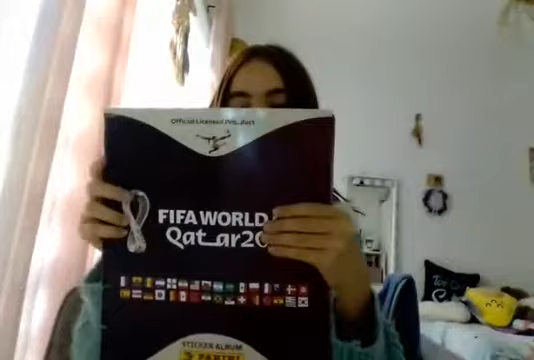 Official Licensed Product
FIFA WORLD
Qatar20
STICKER ALBUM
PANINI